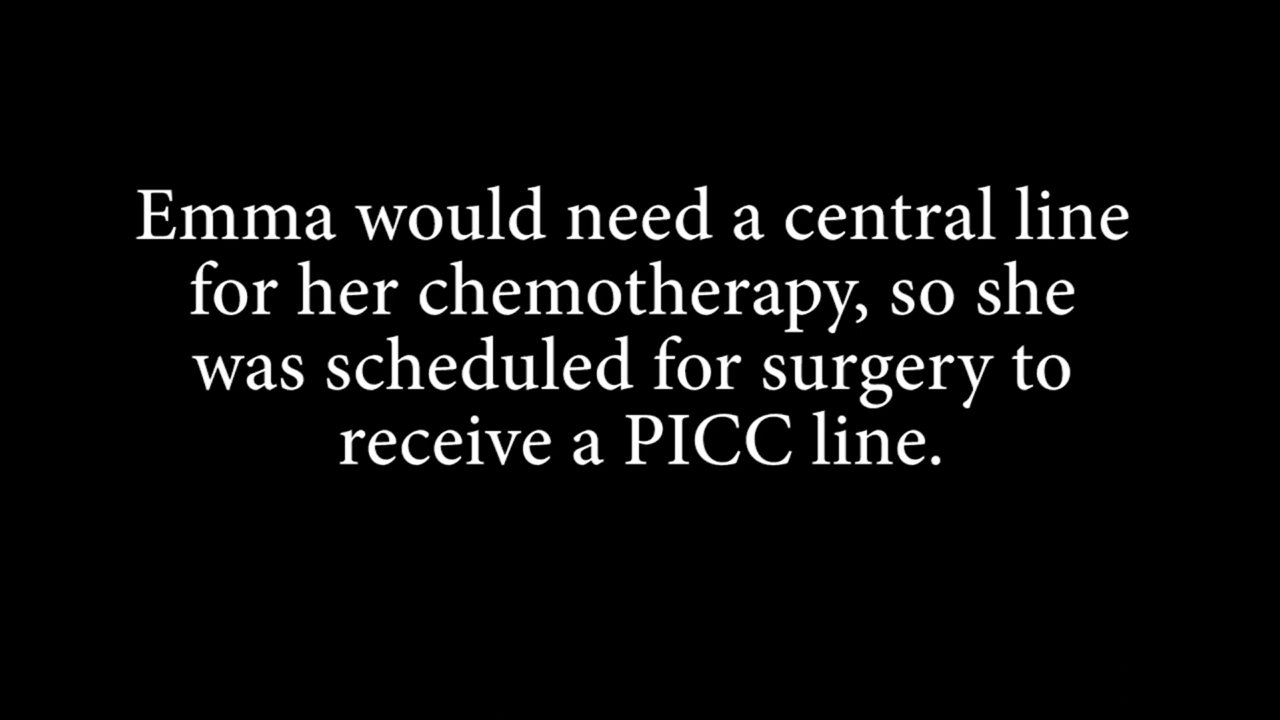 Emma would need a central line
for her chemotherapy, so she
was scheduled for surgery to
receive a PICC line.